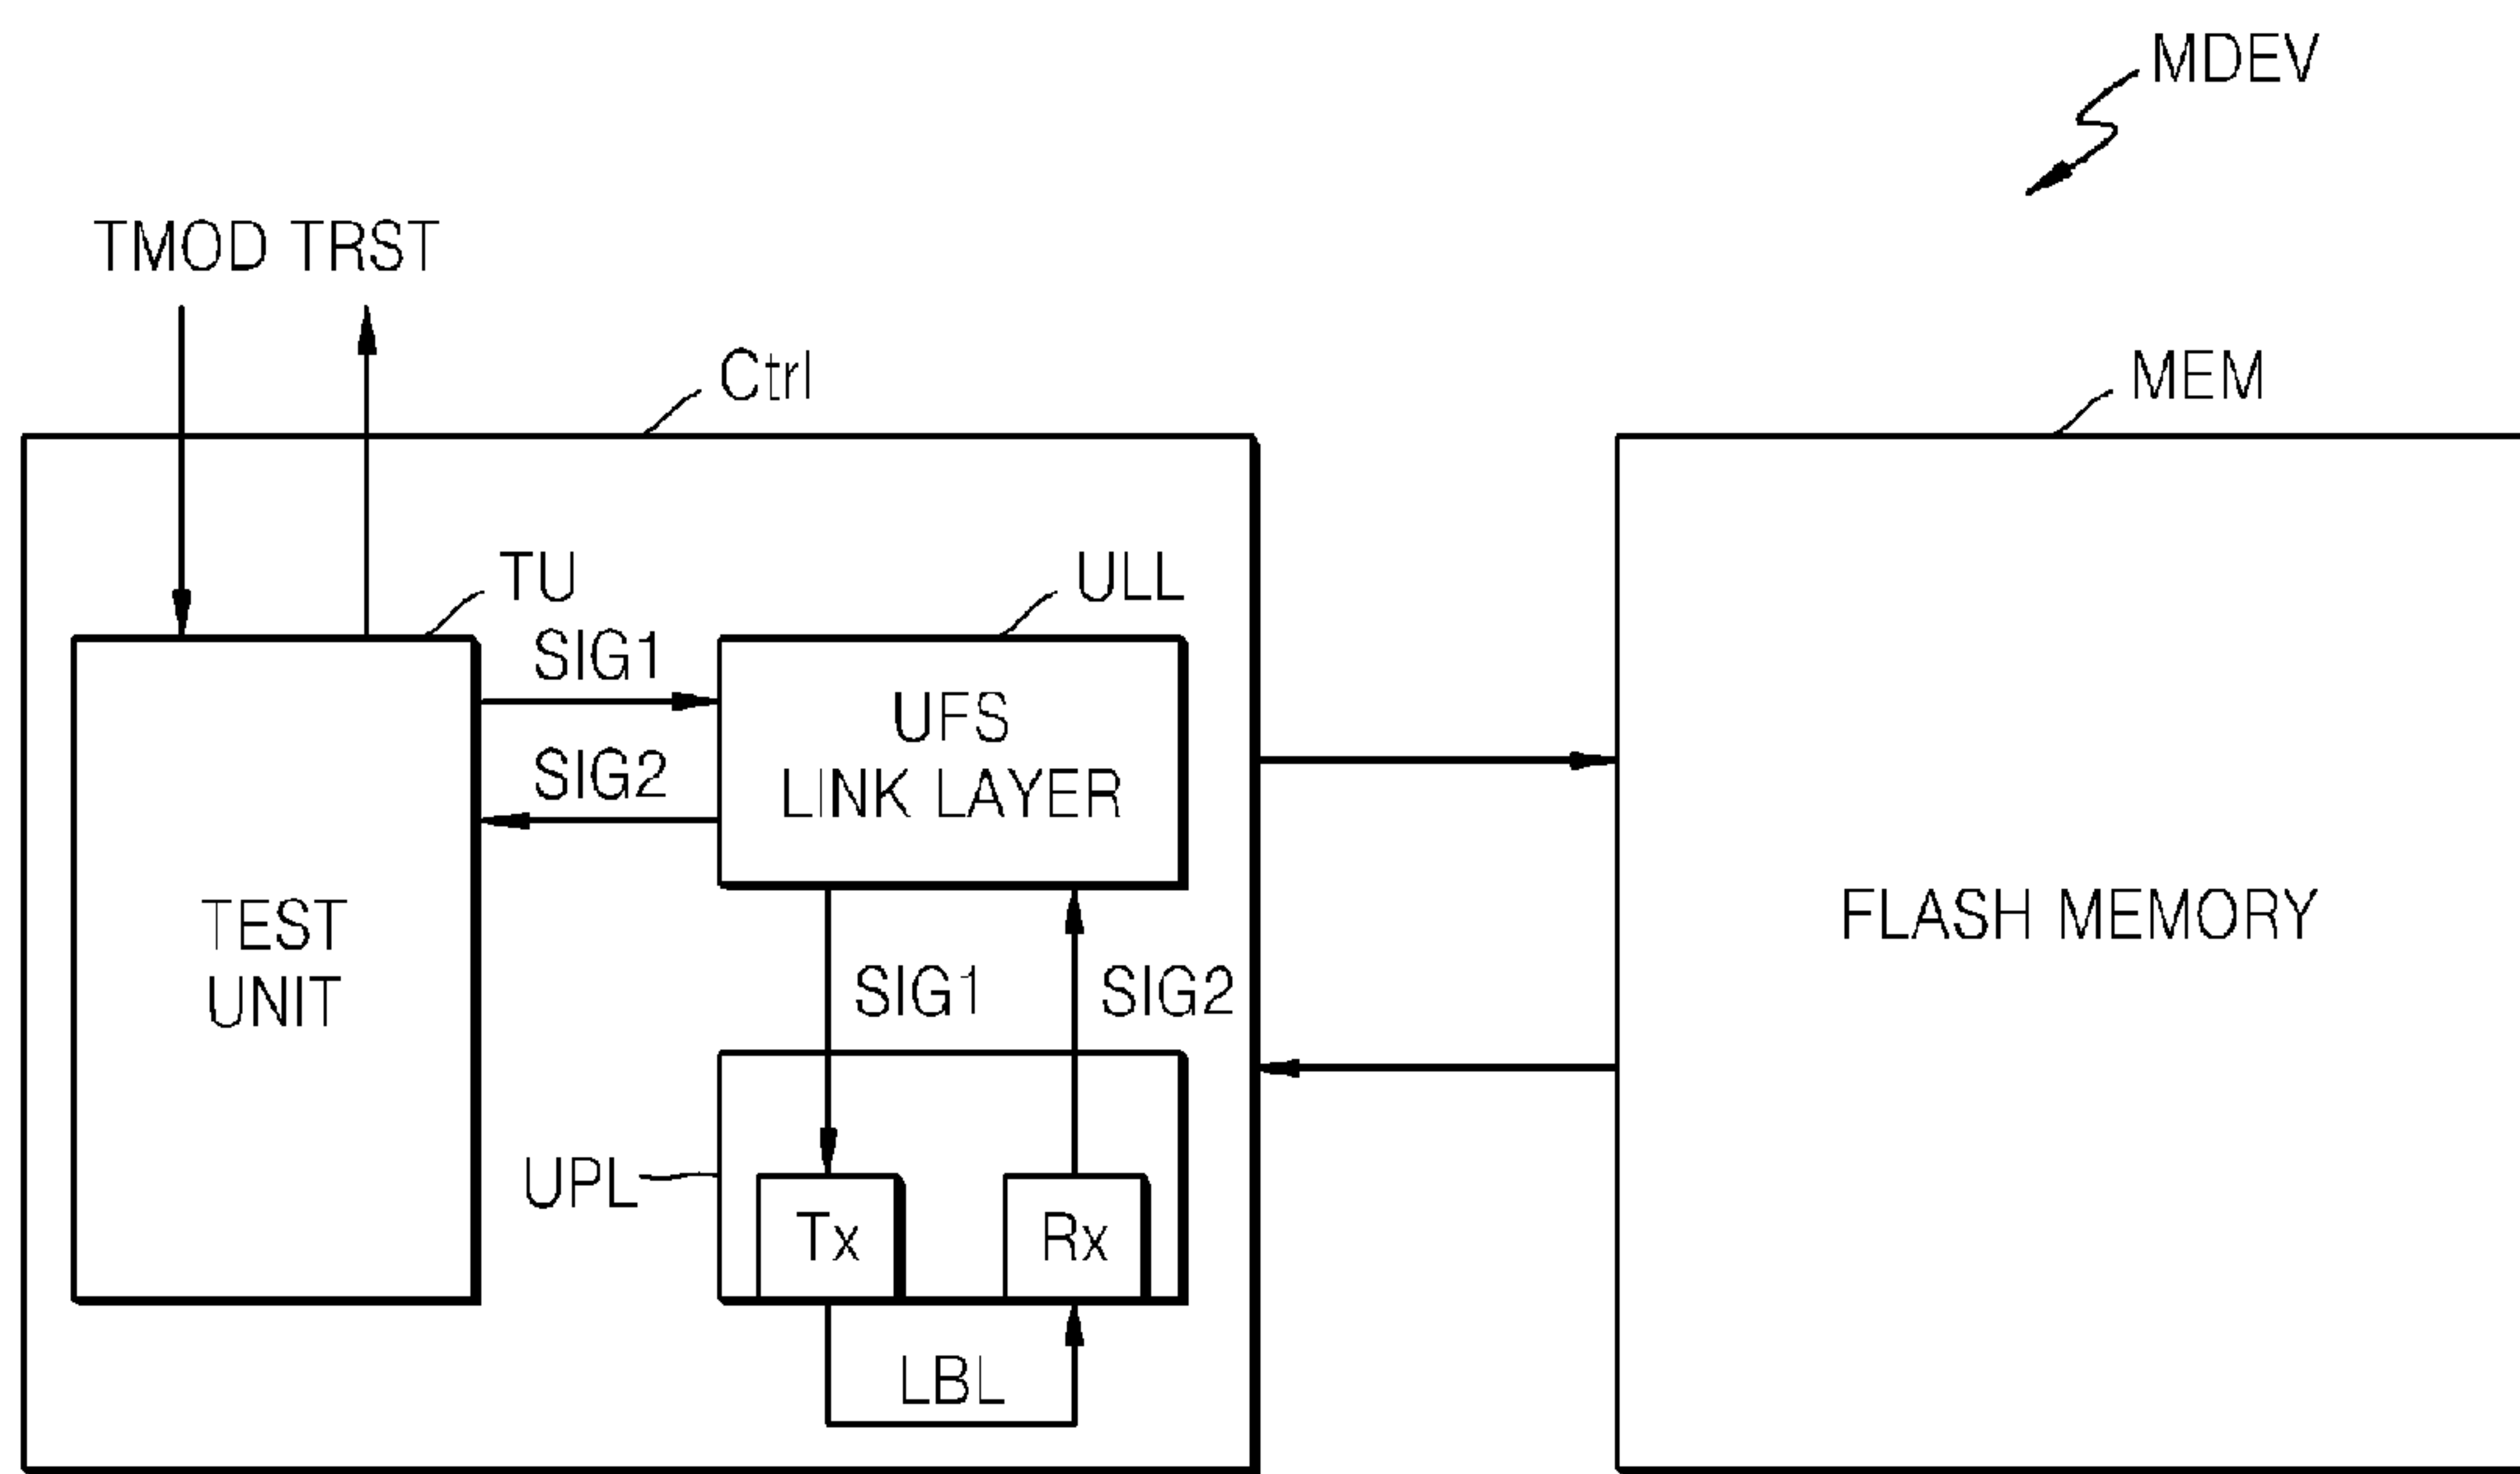 MDEV
TMOD TRST
Ctrl
MEM
TU
ULL
SIG1
UFS
LINK LAYER
SIG2
TEST
UNIT
FLASH MEMORY
SIG1
SIG2
UPL
Tx
Rx
LBL